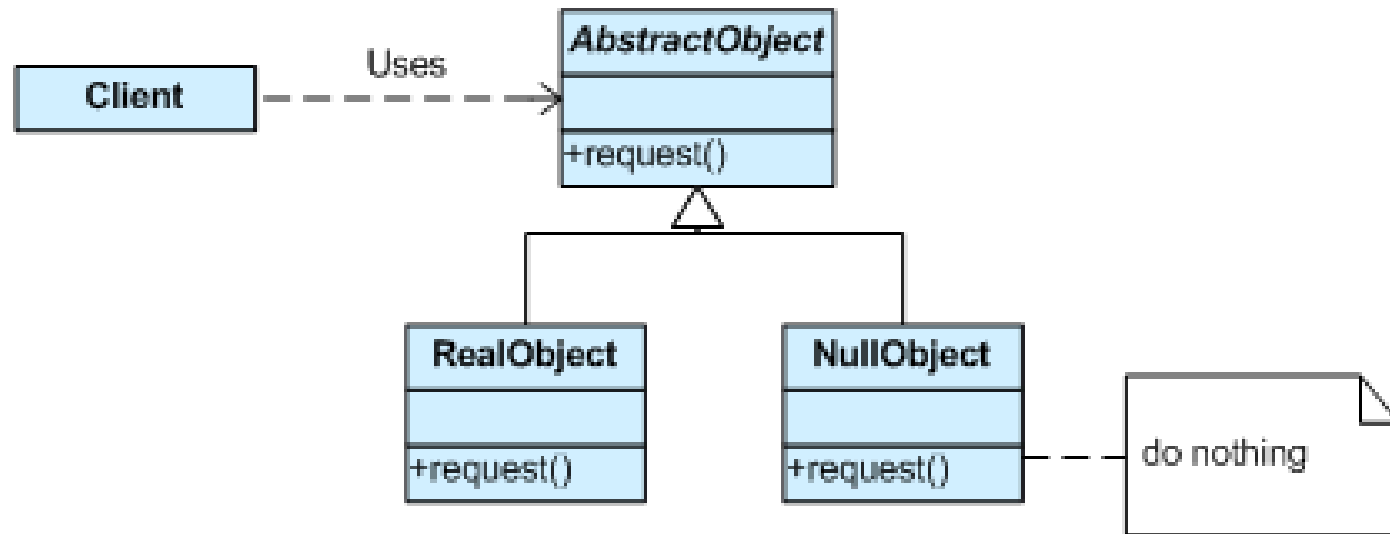 AbstractObject
Uses
Client
+request()
RealObject
NullObject
do nothing
+request()
+request()